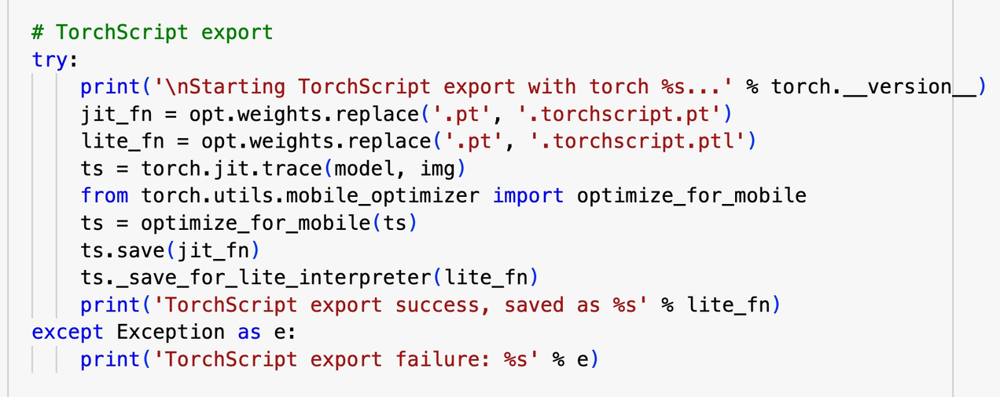 # TorchScript export
try:
    print('\nStarting TorchScript export with torch %s...' % torch.__version__)
    jit_fn = opt.weights.replace('.pt', '.torchscript.pt')
    lite_fn = opt.weights.replace('.pt', '.torchscript.ptl')
    ts = torch.jit.trace(model, img)
    from torch.utils.mobile_optimizer import optimize_for_mobile
    ts = optimize_for_mobile(ts)
    ts.save(jit_fn)
    ts._save_for_lite_interpreter(lite_fn)
    print('TorchScript export success, saved as %s' % lite_fn)
except Exception as e:
    print('TorchScript export failure: %s' % e)